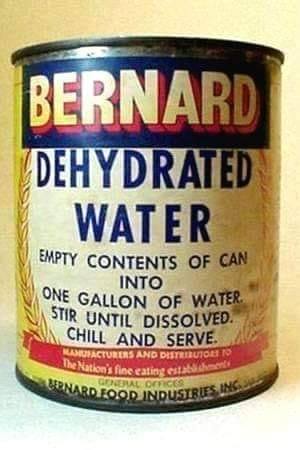 BERNARD
DEHYDRATED
WATER
EMPTY CONTENTS OF CAN
INTO
ONE GALLON OF WATER.
STIR UNTIL DISSOLVED.
CHILL AND SERVE.
MANUFACTURERS AND DISTRIBUTORS TO
The Nation's fine eating establishments
GENERAL OFFICES
BERNARD FOOD INDUSTRIES, INC.